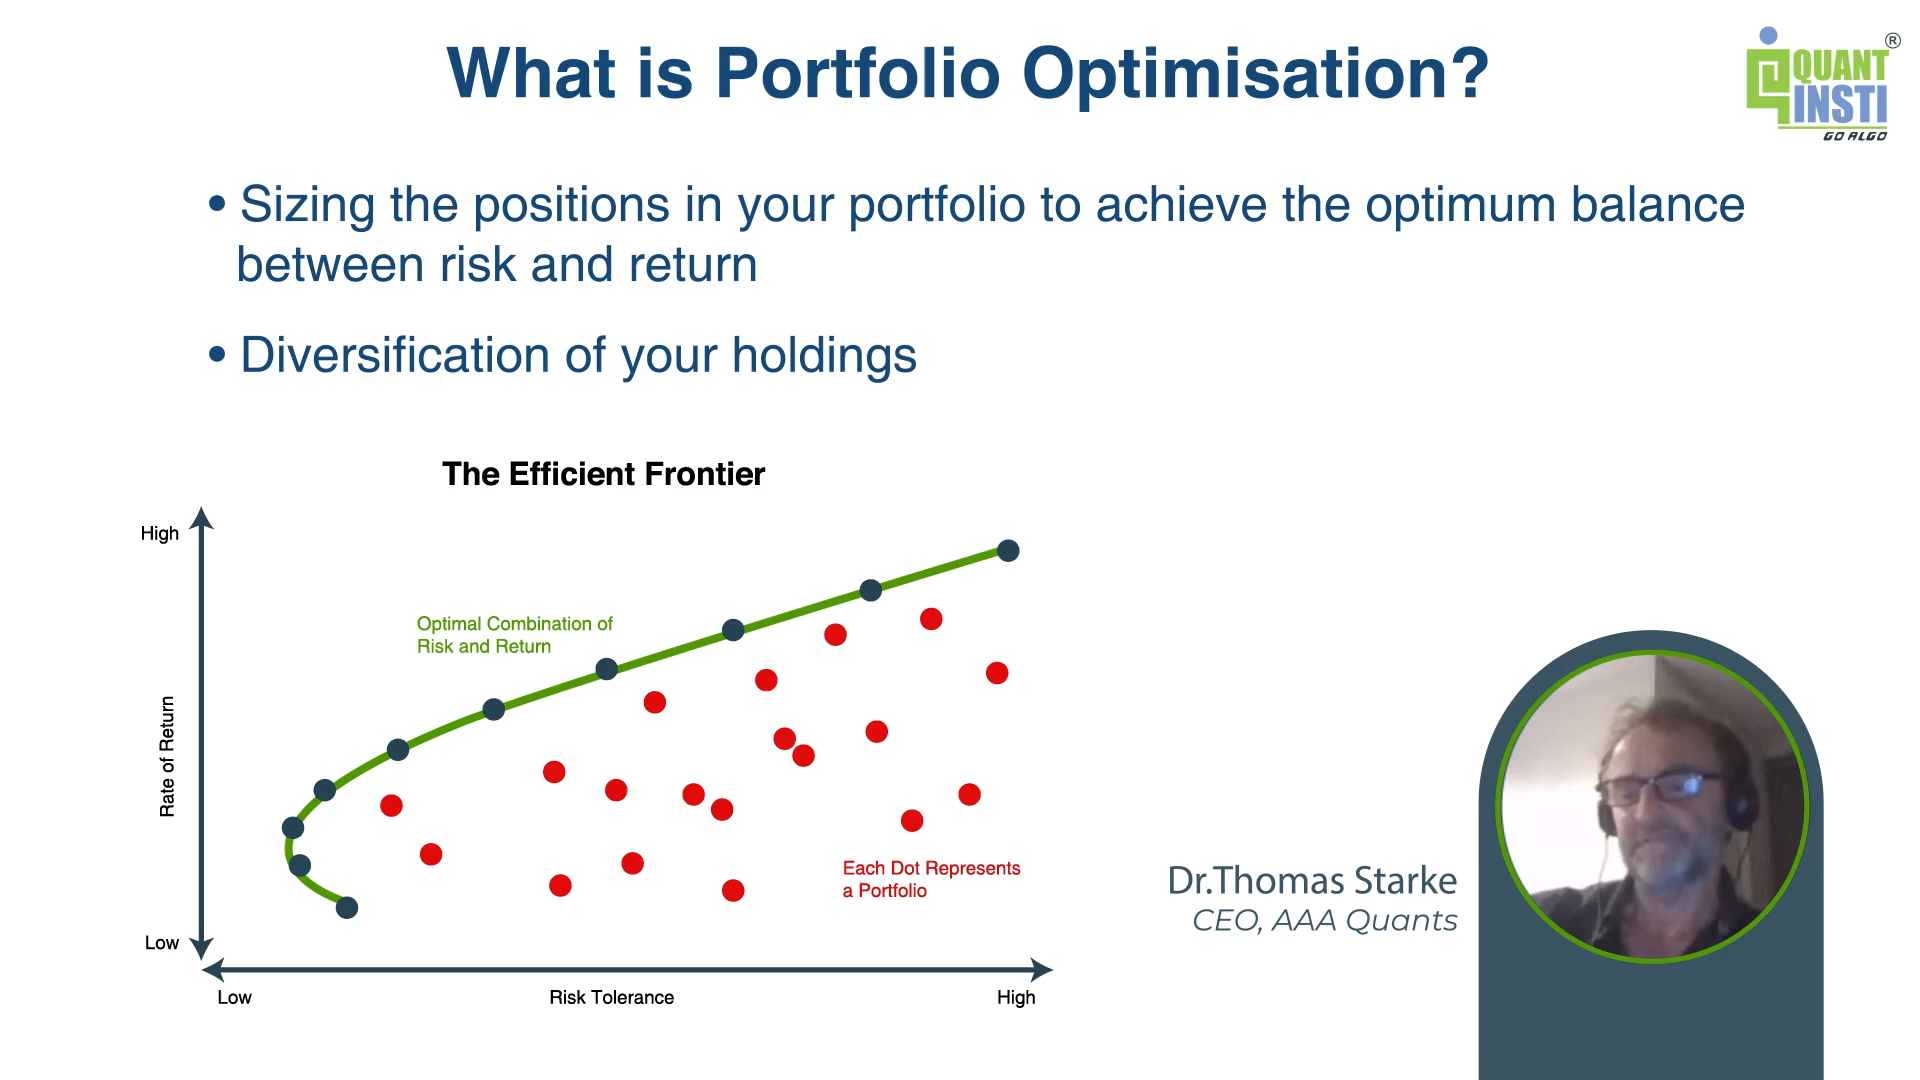 What is Portfolio Optimisation?
QUANT
INSTI
®
GO ALGO
• Sizing the positions in your portfolio to achieve the optimum balance
between risk and return
• Diversification of your holdings
The Efficient Frontier
High
Optimal Combination of
Risk and Return
Rate of Return
Each Dot Represents
a Portfolio
Low
Low
Risk Tolerance
High
Dr.Thomas Starke
CEO, AAA Quants